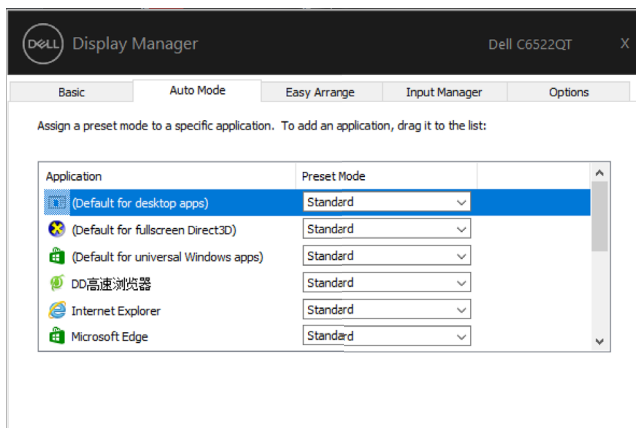 DELL Display Manager Dell C6522QT X
Basic Auto Mode Easy Arrange Input Manager Options
Assign a preset mode to a specific application. To add an application, drag it to the list:
Application Preset Mode
(Default for desktop apps) Standard
(Default for fullscreen Direct3D) Standard
(Default for universal Windows apps) Standard
DD高速浏览器 Standard
Internet Explorer Standard
Microsoft Edge Standard